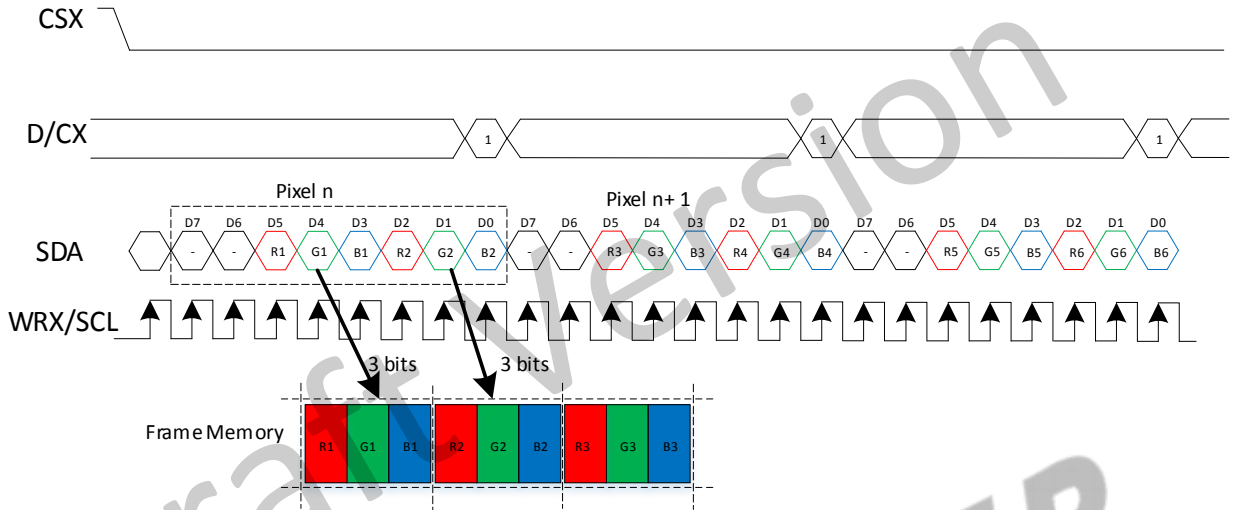 CSX
D/CX 1 1 1
Pixel n Pixel n+ 1
D7 D6 D5 D4 D3 D2 D1 D0 D7 D6 D5 D4 D3 D2 D1 D0 D7 D6 D5 D4 D3 D2 D1 D0
SDA - - R1 G1 B1 R2 G2 B2 - - R3 G3 B3 R4 G4 B4 - - R5 G5 B5 R6 G6 B6
WRX/SCL
3 bits 3 bits
Frame Memory R1 G1 B1 R2 G2 B2 R3 G3 B3
raft Version